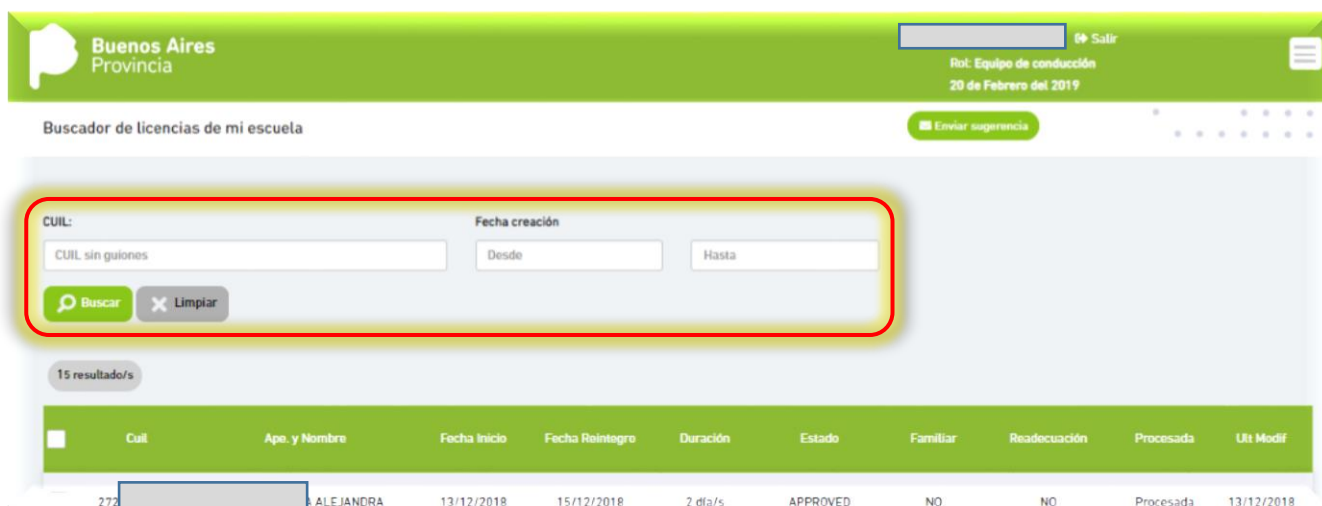 Buenos Aires
Provincia
Salir
Rol: Equipo de conducción
20 de Febrero del 2019
Buscador de licencias de mi escuela
Enviar sugerencia
CUIL:
Fecha creación
CUIL sin guiones
Desde
Hasta
Buscar
Limpiar
15 resultado/s
Cuil Ape. y Nombre Fecha Inicio Fecha Reintegro Duración Estado Familiar Readecuación Procesada Ult Modif
272 A ALEJANDRA 13/12/2018 15/12/2018 2 día/s APPROVED NO NO Procesada 13/12/2018